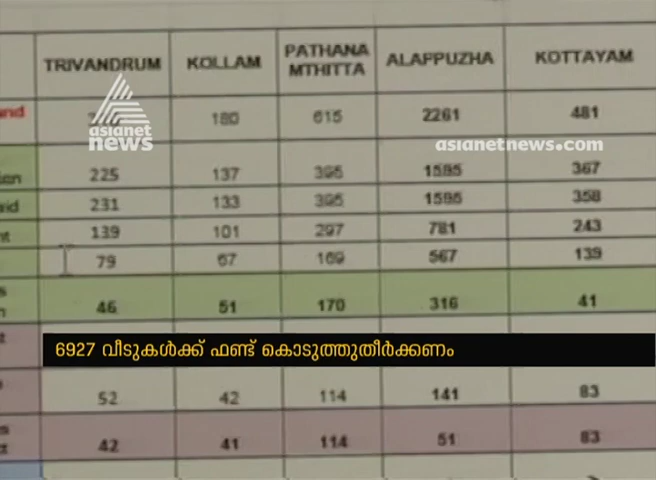 TRIVANDRUM KOLLAM PATHANA MTHITTA ALAPPUZHA KOTTAYAM
180 615 2261 481
225 137 395 1585 367
231 133 395 1585 358
139 101 297 781 243
79 67 169 567 139
46 51 170 316 41
52 42 114 141 83
42 41 114 51 83
asianet
news
asianetnews.com
6927 വീടുകൾക്ക് ഫണ്ട് കൊടുത്തുതീർക്കണം